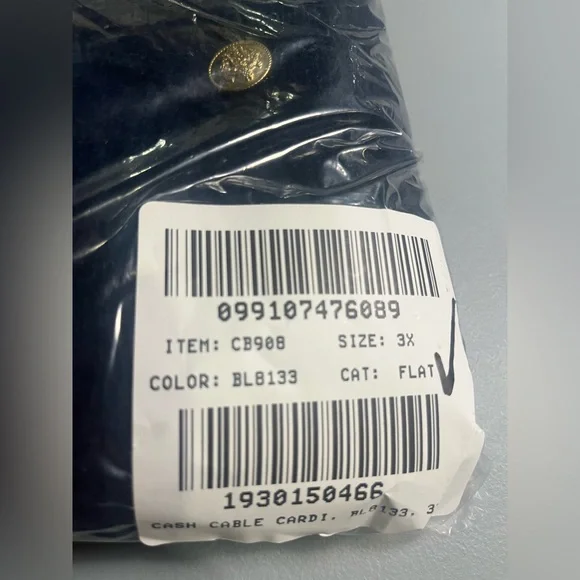 099107476089
ITEM: CB908 SIZE: 3X
COLOR: BL8133 CAT: FLAT
1930150466
CASH CABLE CARDI, BL8133, 3